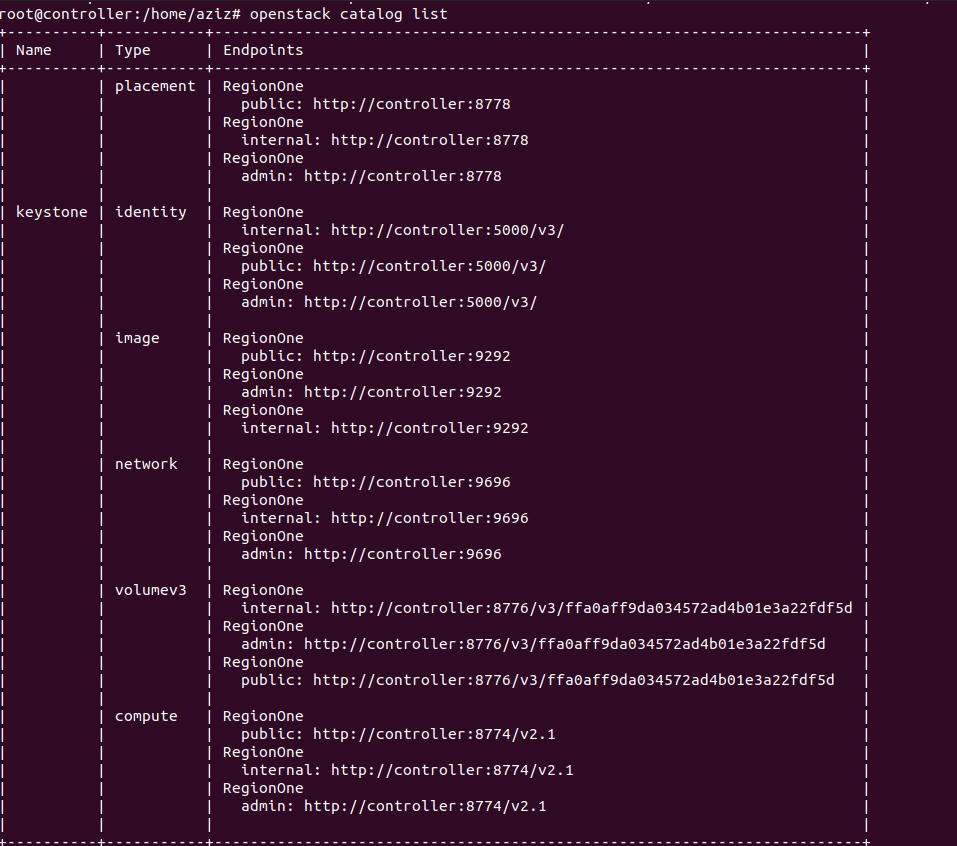 root@controller:/home/aziz# openstack catalog list
+----------+-----------+------------------------------------------------------------------------+
| Name     | Type      | Endpoints                                                              |
+----------+-----------+------------------------------------------------------------------------+
|          | placement | RegionOne                                                              |
|          |           |   public: http://controller:8778                                       |
|          |           | RegionOne                                                              |
|          |           |   internal: http://controller:8778                                     |
|          |           | RegionOne                                                              |
|          |           |   admin: http://controller:8778                                        |
|          |           |                                                                        |
| keystone | identity  | RegionOne                                                              |
|          |           |   internal: http://controller:5000/v3/                                 |
|          |           | RegionOne                                                              |
|          |           |   public: http://controller:5000/v3/                                   |
|          |           | RegionOne                                                              |
|          |           |   admin: http://controller:5000/v3/                                    |
|          |           |                                                                        |
|          | image     | RegionOne                                                              |
|          |           |   public: http://controller:9292                                       |
|          |           | RegionOne                                                              |
|          |           |   admin: http://controller:9292                                        |
|          |           | RegionOne                                                              |
|          |           |   internal: http://controller:9292                                     |
|          |           |                                                                        |
|          | network   | RegionOne                                                              |
|          |           |   public: http://controller:9696                                       |
|          |           | RegionOne                                                              |
|          |           |   internal: http://controller:9696                                     |
|          |           | RegionOne                                                              |
|          |           |   admin: http://controller:9696                                        |
|          |           |                                                                        |
|          | volumev3  | RegionOne                                                              |
|          |           |   internal: http://controller:8776/v3/ffa0aff9da034572ad4b01e3a22fdf5d |
|          |           | RegionOne                                                              |
|          |           |   admin: http://controller:8776/v3/ffa0aff9da034572ad4b01e3a22fdf5d    |
|          |           | RegionOne                                                              |
|          |           |   public: http://controller:8776/v3/ffa0aff9da034572ad4b01e3a22fdf5d   |
|          |           |                                                                        |
|          | compute   | RegionOne                                                              |
|          |           |   public: http://controller:8774/v2.1                                  |
|          |           | RegionOne                                                              |
|          |           |   internal: http://controller:8774/v2.1                                |
|          |           | RegionOne                                                              |
|          |           |   admin: http://controller:8774/v2.1                                   |
|          |           |                                                                        |
+----------+-----------+------------------------------------------------------------------------+